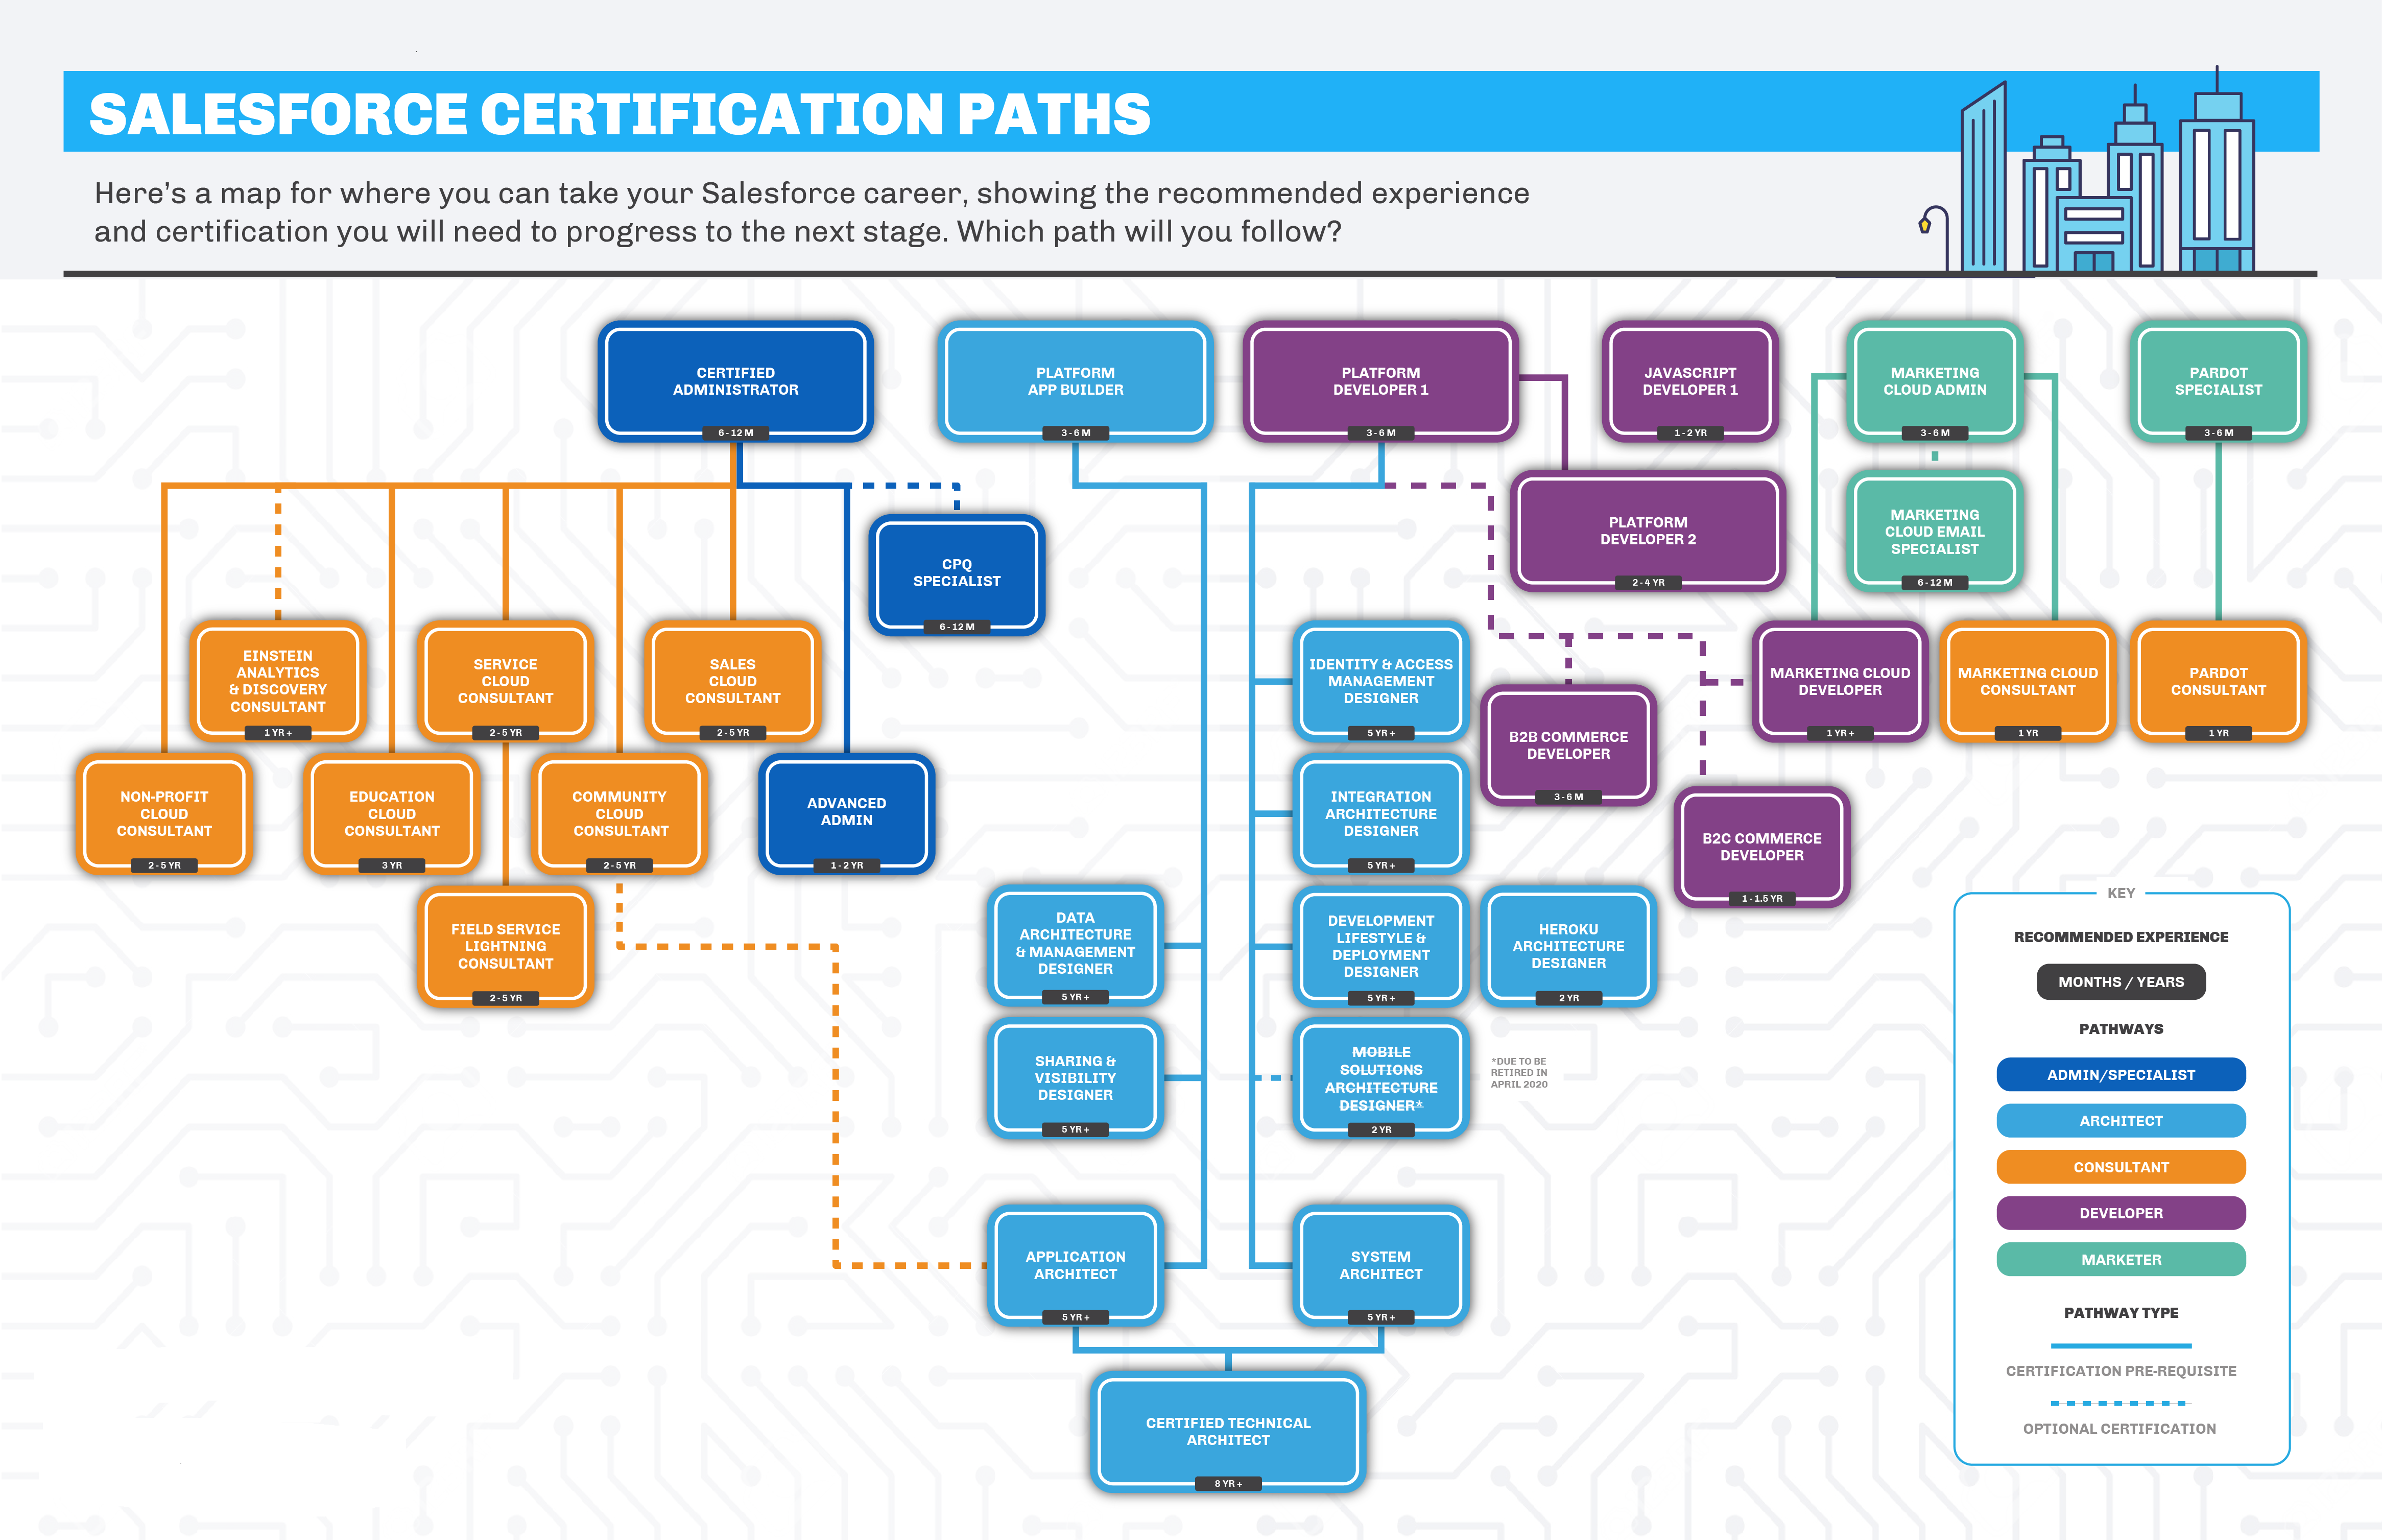 SALESFORCE CERTIFICATION PATHS
Here's a map for where you can take your Salesforce career, showing the recommended experience
and certification you will need to progress to the next stage. Which path will you follow?
CERTIFIED
ADMINISTRATOR
6 - 12 M
PLATFORM
APP BUILDER
3 - 6 M
PLATFORM
DEVELOPER 1
3 - 6 M
JAVASCRIPT
DEVELOPER 1
1 - 2 YR
MARKETING
CLOUD ADMIN
3 - 6 M
PARDOT
SPECIALIST
3 - 6 M
PLATFORM
DEVELOPER 2
2 - 4 YR
MARKETING
CLOUD EMAIL
SPECIALIST
6 - 12 M
CPQ
SPECIALIST
6 - 12 M
EINSTEIN
ANALYTICS
& DISCOVERY
CONSULTANT
1 YR +
SERVICE
CLOUD
CONSULTANT
2 - 5 YR
SALES
CLOUD
CONSULTANT
2 - 5 YR
IDENTITY & ACCESS
MANAGEMENT
DESIGNER
5 YR +
MARKETING CLOUD
DEVELOPER
1 YR +
MARKETING CLOUD
CONSULTANT
1 YR
PARDOT
CONSULTANT
1 YR
B2B COMMERCE
DEVELOPER
3 - 6 M
NON-PROFIT
CLOUD
CONSULTANT
2 - 5 YR
EDUCATION
CLOUD
CONSULTANT
3 YR
COMMUNITY
CLOUD
CONSULTANT
2 - 5 YR
ADVANCED
ADMIN
1 - 2 YR
INTEGRATION
ARCHITECTURE
DESIGNER
5 YR +
B2C COMMERCE
DEVELOPER
1 - 1.5 YR
FIELD SERVICE
LIGHTNING
CONSULTANT
2 - 5 YR
DATA
ARCHITECTURE
& MANAGEMENT
DESIGNER
5 YR +
DEVELOPMENT
LIFESTYLE &
DEPLOYMENT
DESIGNER
5 YR +
HEROKU
ARCHITECTURE
DESIGNER
2 YR
SHARING &
VISIBILITY
DESIGNER
5 YR +
MOBILE
SOLUTIONS
ARCHITECTURE
DESIGNER*
2 YR
*DUE TO BE
RETIRED IN
APRIL 2020
APPLICATION
ARCHITECT
5 YR +
SYSTEM
ARCHITECT
5 YR +
CERTIFIED TECHNICAL
ARCHITECT
8 YR +
KEY
RECOMMENDED EXPERIENCE
MONTHS / YEARS
PATHWAYS
ADMIN/SPECIALIST
ARCHITECT
CONSULTANT
DEVELOPER
MARKETER
PATHWAY TYPE
CERTIFICATION PRE-REQUISITE
OPTIONAL CERTIFICATION